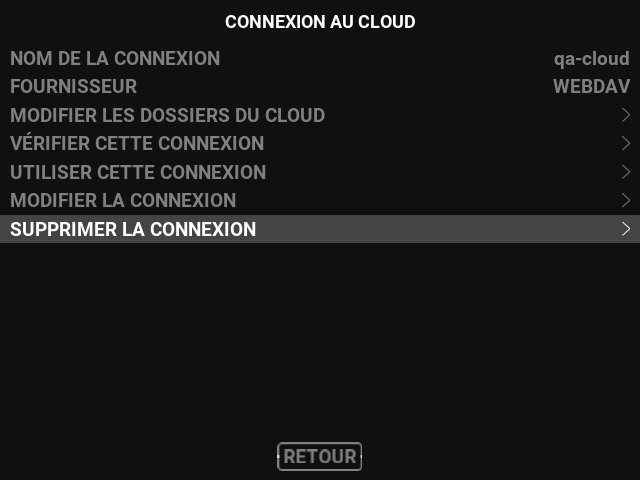 CONNEXION AU CLOUD
NOM DE LA CONNEXION qa-cloud
FOURNISSEUR WEBDAV
MODIFIER LES DOSSIERS DU CLOUD
VÉRIFIER CETTE CONNEXION
UTILISER CETTE CONNEXION
MODIFIER LA CONNEXION
SUPPRIMER LA CONNEXION
RETOUR